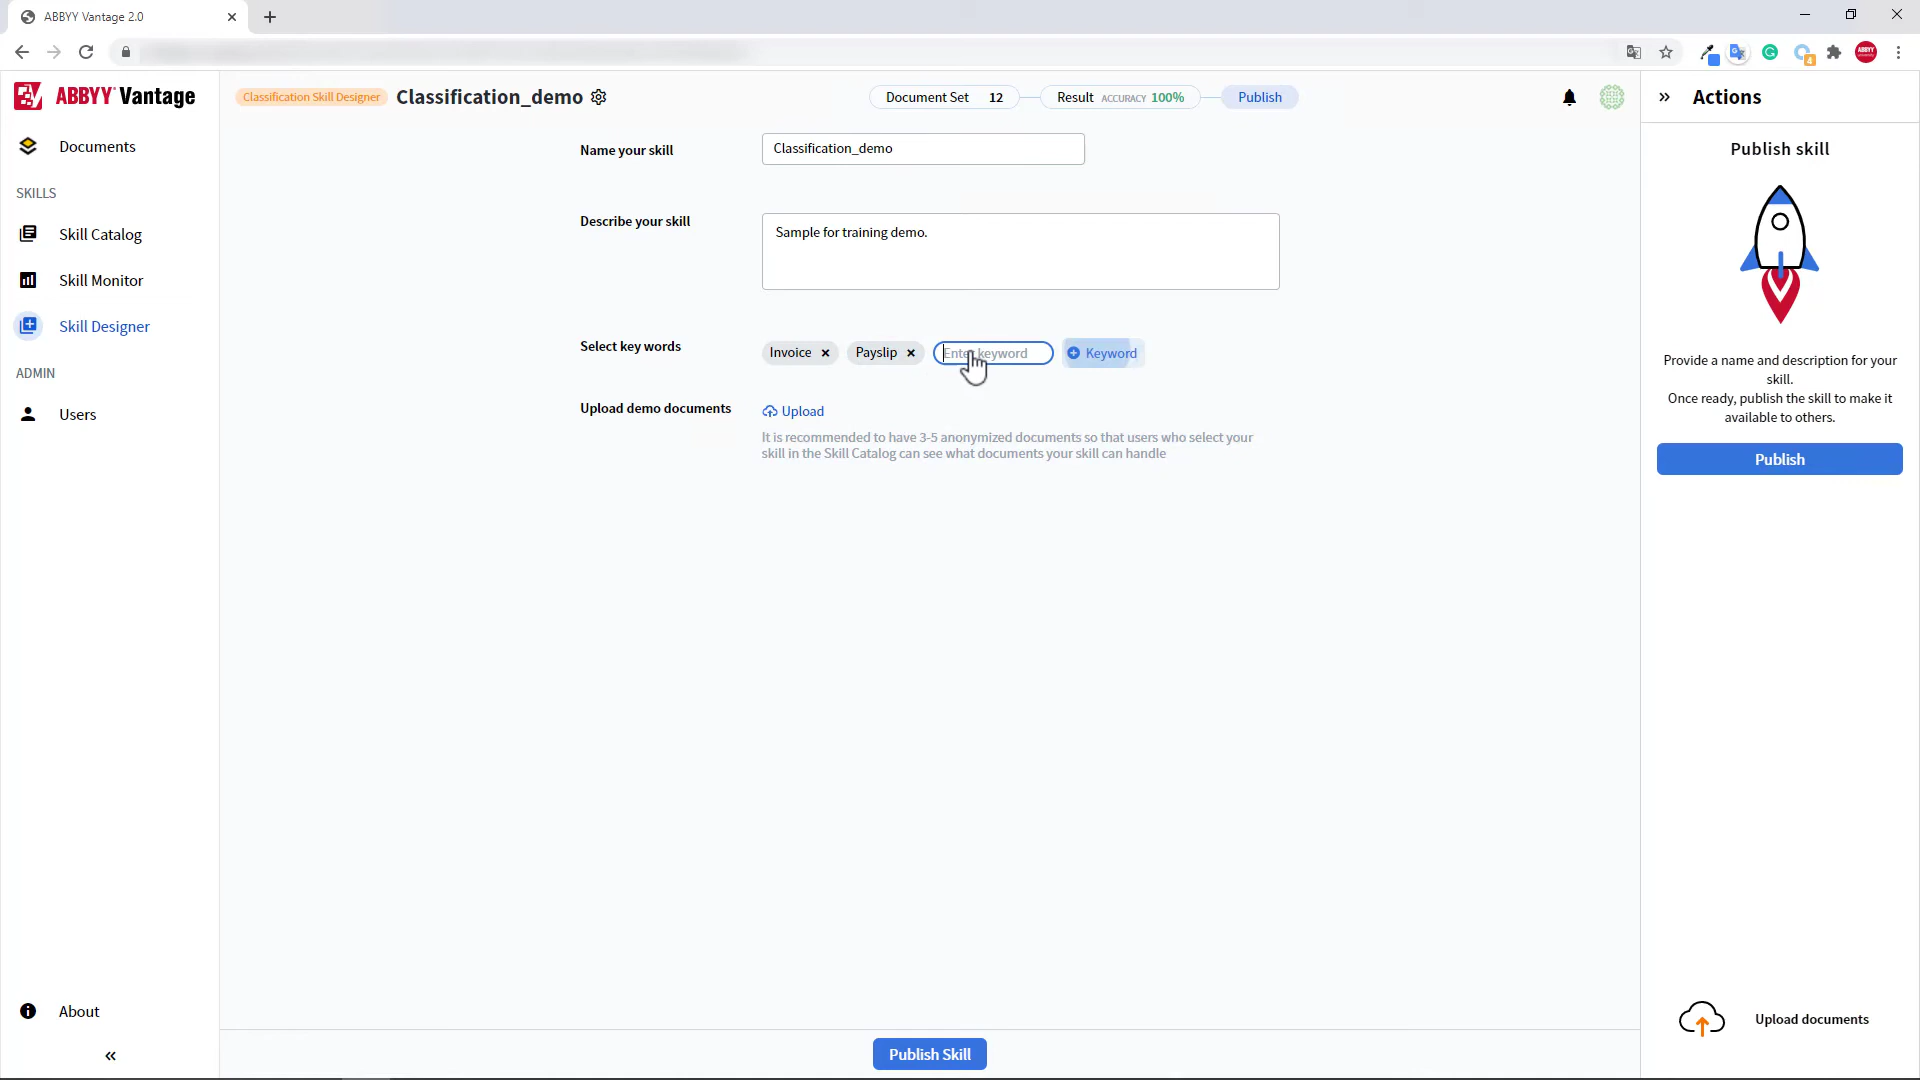 ABBYY Vantage 2.0
ABBYY Vantage
Classification Skill Designer
Classification_demo
Document Set 12
Result ACCURACY 100%
Publish
Actions
Documents
SKILLS
Skill Catalog
Skill Monitor
Skill Designer
ADMIN
Users
About
Name your skill
Classification_demo
Describe your skill
Sample for training demo.
Select key words
Invoice
Payslip
Enter keyword
Keyword
Upload demo documents
Upload
It is recommended to have 3-5 anonymized documents so that users who select your
skill in the Skill Catalog can see what documents your skill can handle
Publish Skill
Publish skill
Provide a name and description for your
skill.
Once ready, publish the skill to make it
available to others.
Publish
Upload documents